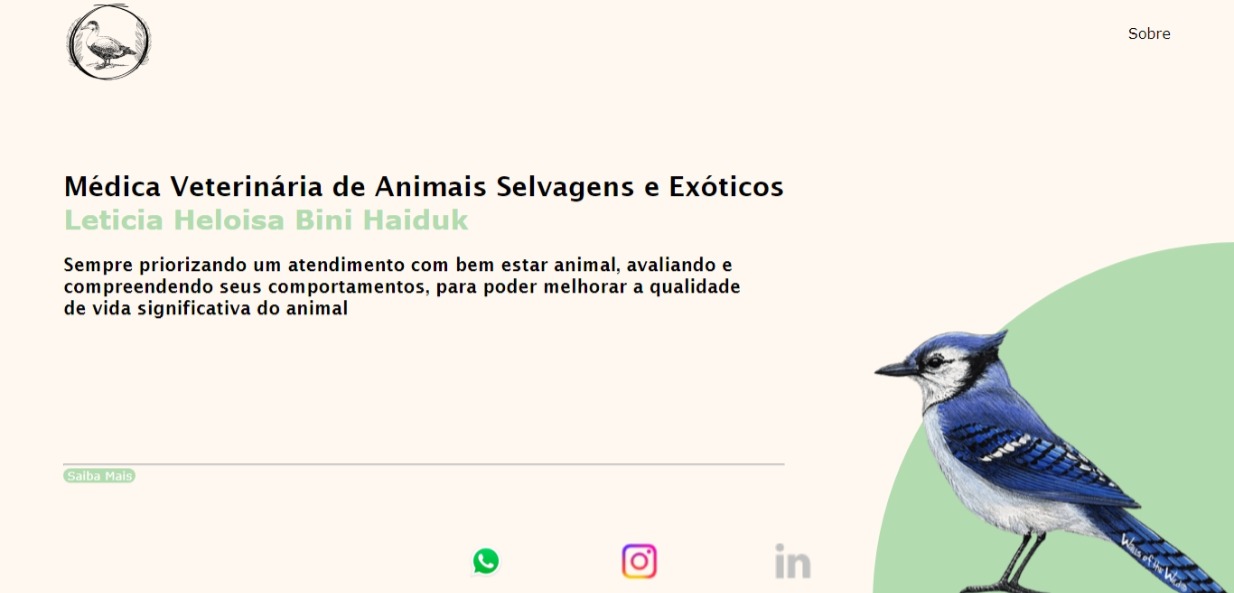 Sobre
Médica Veterinária de Animais Selvagens e Exóticos
Leticia Heloisa Bini Haiduk
Sempre priorizando um atendimento com bem estar animal, avaliando e
compreendendo seus comportamentos, para poder melhorar a qualidade
de vida significativa do animal
Saiba Mais
in